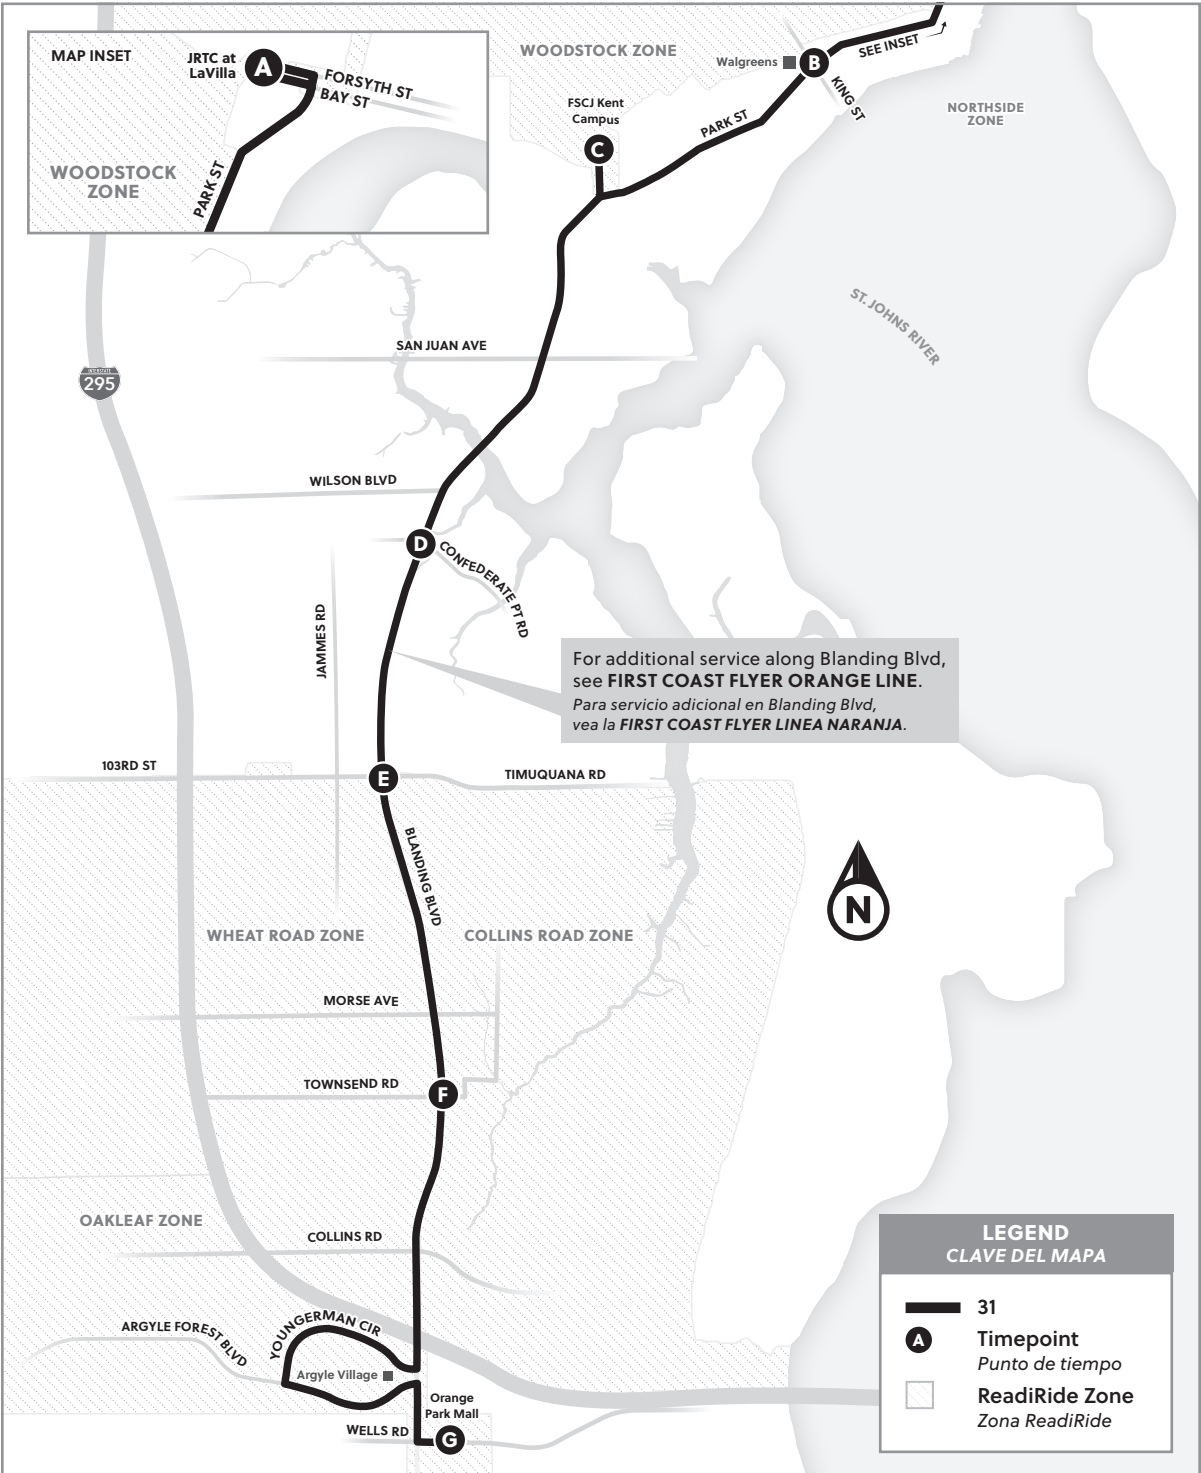 MAP INSET
JRTC at
LaVilla
A
FORSYTH ST
BAY ST
WOODSTOCK
ZONE
PARK ST
WOODSTOCK ZONE
Walgreens
B
SEE INSET
KING ST
NORTHSIDE
ZONE
FSCJ Kent
Campus
C
PARK ST
ST. JOHNS RIVER
SAN JUAN AVE
INTERSTATE
295
WILSON BLVD
D
CONFEDERATE PT RD
JAMMES RD
For additional service along Blanding Blvd,
see FIRST COAST FLYER ORANGE LINE.
Para servicio adicional en Blanding Blvd,
vea la FIRST COAST FLYER LINEA NARANJA.
103RD ST
E
TIMUQUANA RD
BLANDING BLVD
N
WHEAT ROAD ZONE
COLLINS ROAD ZONE
MORSE AVE
TOWNSEND RD
F
OAKLEAF ZONE
COLLINS RD
ARGYLE FOREST BLVD
YOUNGERMAN CIR
Argyle Village
Orange
Park Mall
WELLS RD
G
LEGEND
CLAVE DEL MAPA
31
A
Timepoint
Punto de tiempo
ReadiRide Zone
Zona ReadiRide